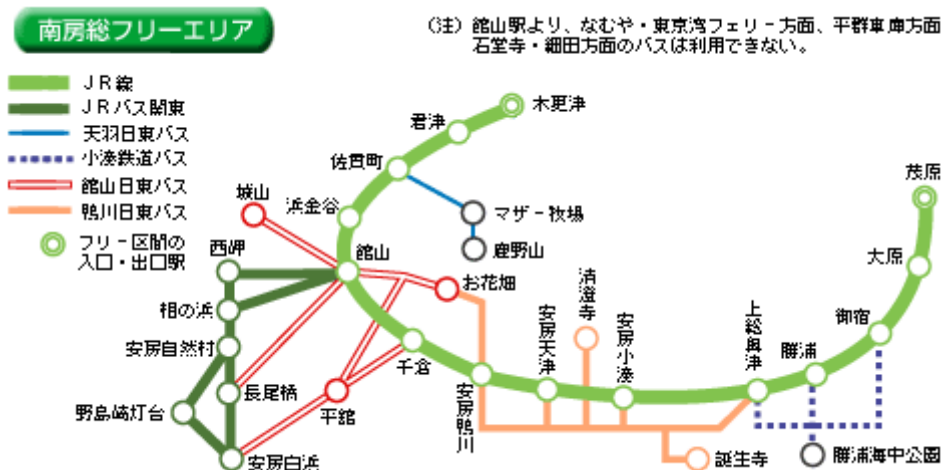 南房総フリーエリア
(注) 館山駅より、なむや・東京湾フェリー方面、平群車庫方面
石堂寺・細田方面のバスは利用できない。
JR線
JRバス関東
天羽日東バス
小湊鉄道バス
館山日東バス
鴨川日東バス
フリー区間の
入口・出口駅
木更津
君津
佐貫町
浜金谷
城山
館山
西岬
相の浜
安房自然村
長尾橋
野島崎灯台
安房白浜
平舘
千倉
お花畑
マザー牧場
鹿野山
安房鴨川
安房天津
清澄寺
安房小湊
誕生寺
上総興津
勝浦
勝浦海中公園
御宿
大原
茂原